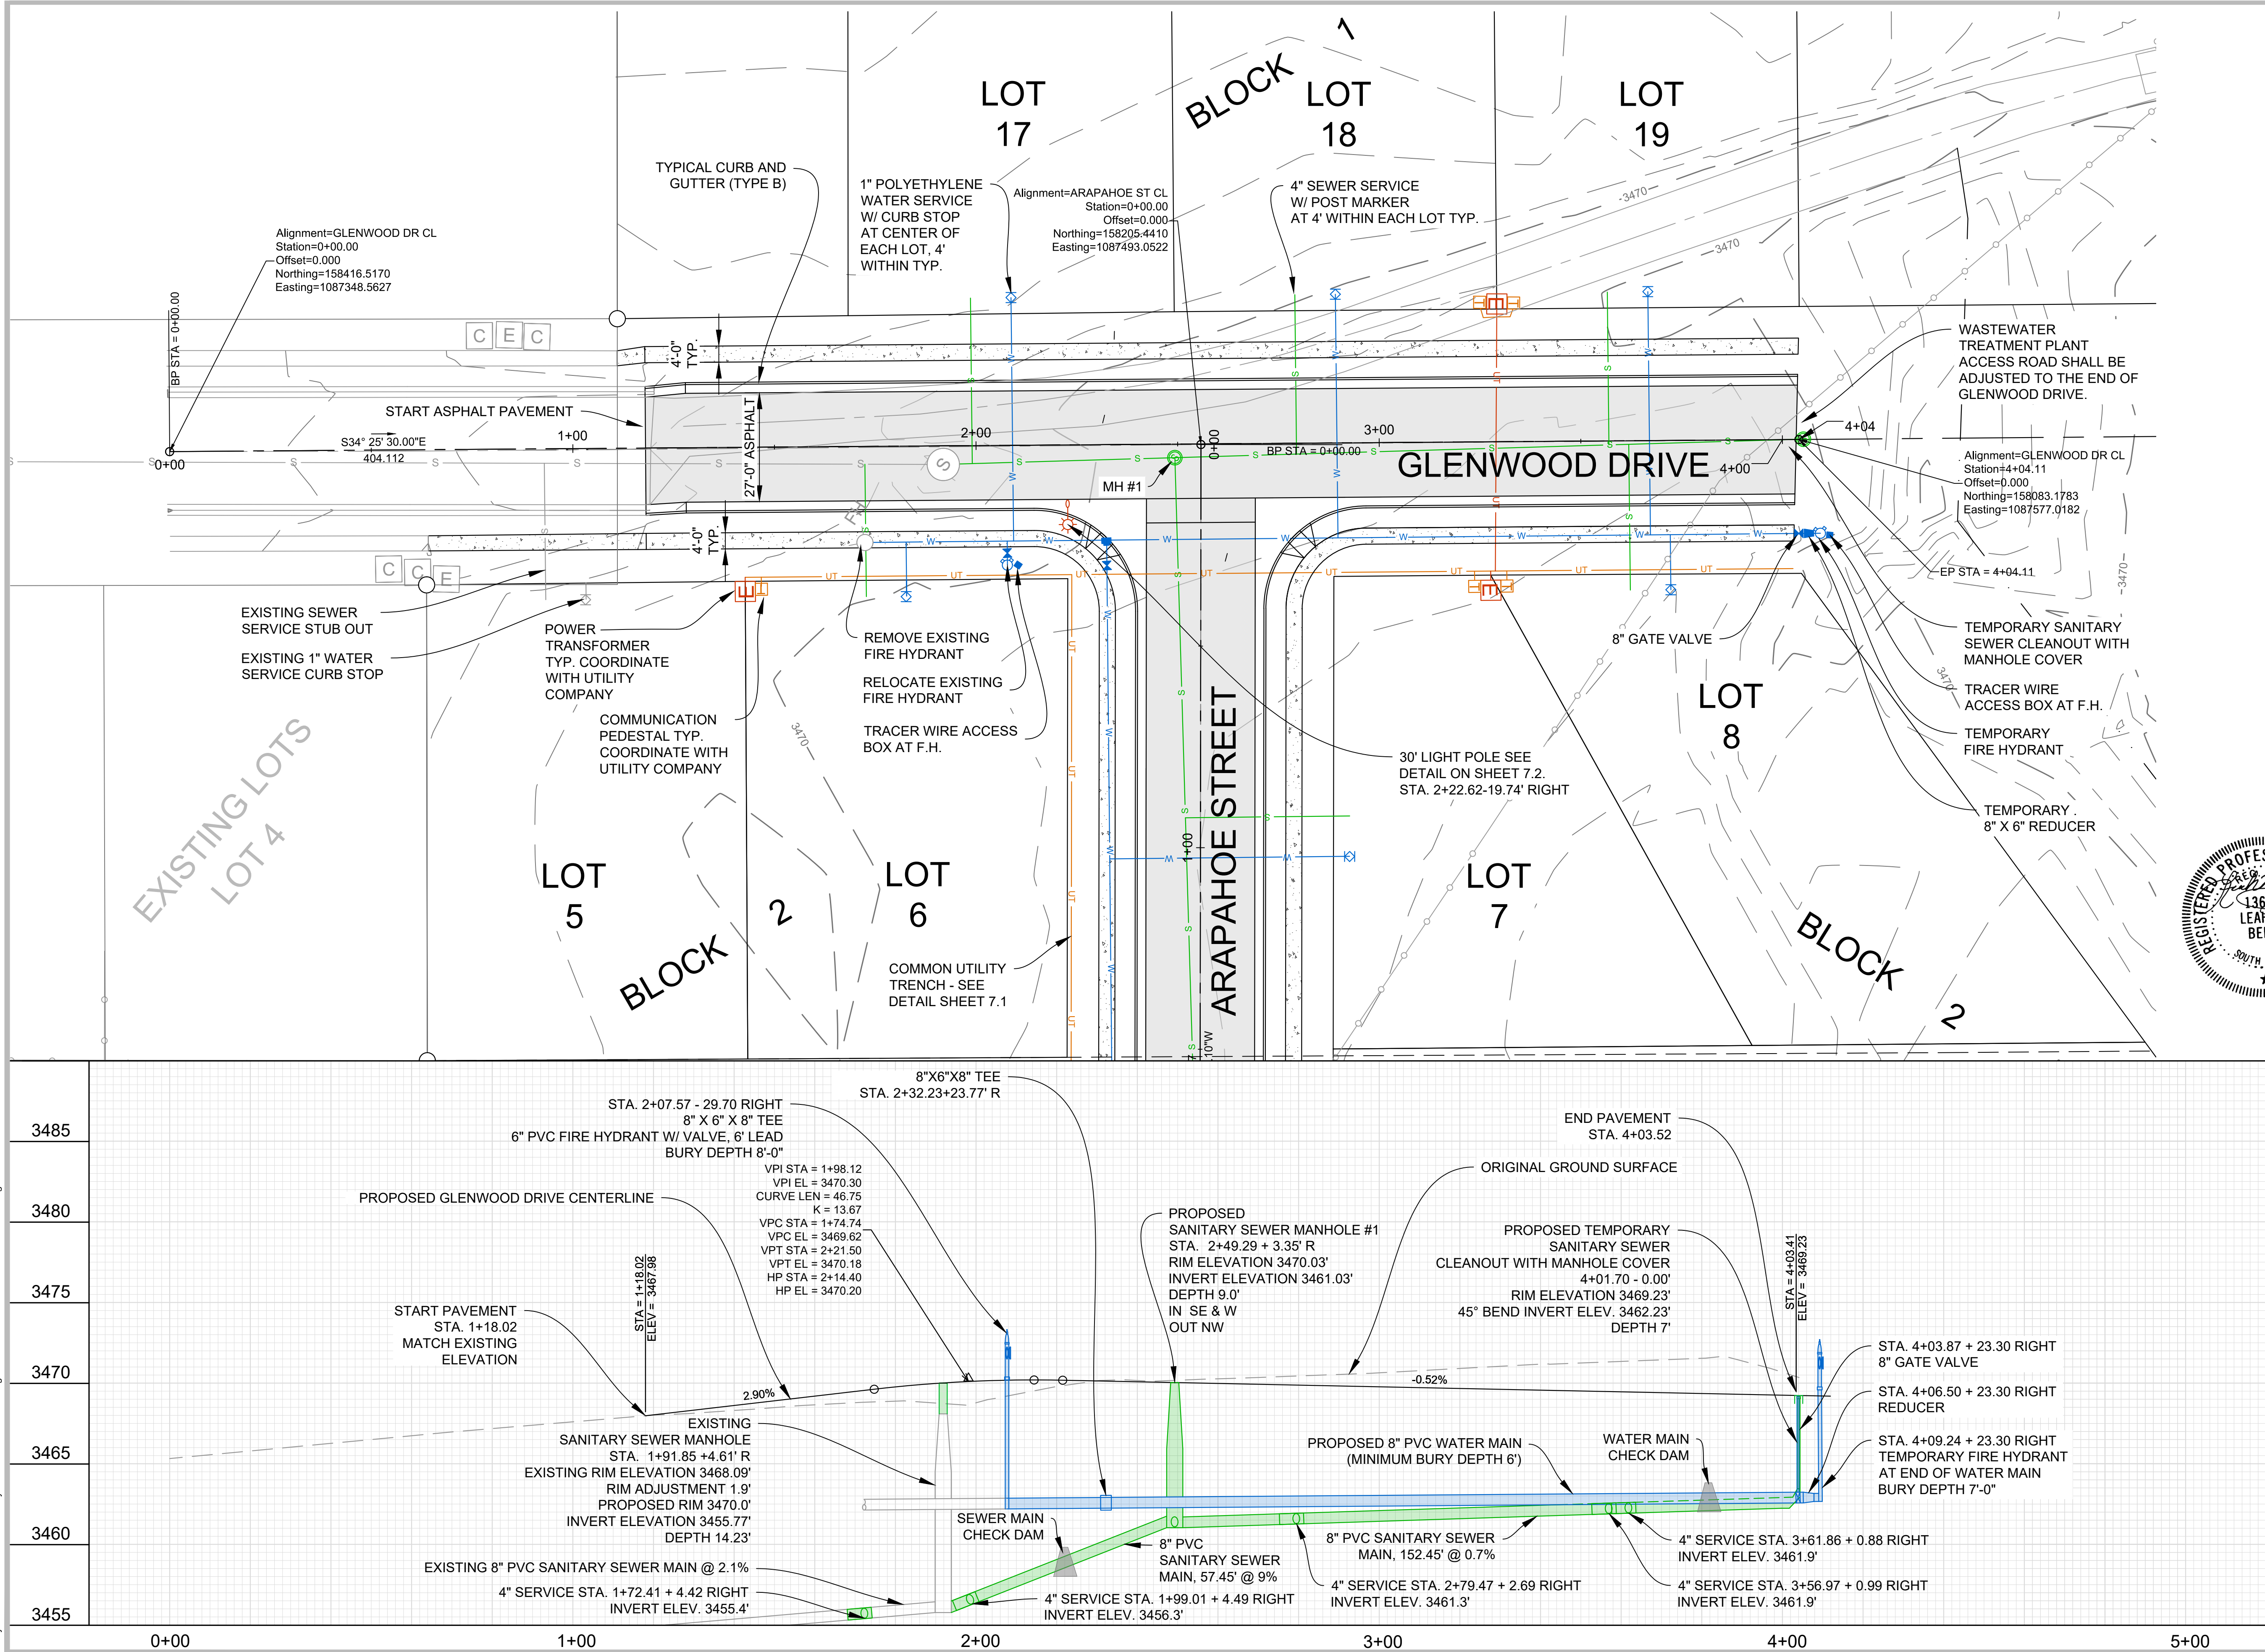 LOT
17
BLOCK 1
LOT
18
LOT
19
TYPICAL CURB AND
GUTTER (TYPE B)
1" POLYETHYLENE
WATER SERVICE
W/ CURB STOP
AT CENTER OF
EACH LOT, 4'
WITHIN TYP.
Alignment=ARAPAHOE ST CL
Station=0+00.00
Offset=0.000
Northing=158205.4410
Easting=1087493.0522
4" SEWER SERVICE
W/ POST MARKER
AT 4' WITHIN EACH LOT TYP.
3470
3470
Alignment=GLENWOOD DR CL
Station=0+00.00
Offset=0.000
Northing=158416.5170
Easting=1087348.5627
BP STA = 0+00.00
C E C
4'-0"
TYP.
WASTEWATER
TREATMENT PLANT
ACCESS ROAD SHALL BE
ADJUSTED TO THE END OF
GLENWOOD DRIVE.
START ASPHALT PAVEMENT
27'-0" ASPHALT
S34° 25' 30.00"E
404.112
0+00
1+00
2+00
0+00
BP STA = 0+00.00
3+00
GLENWOOD DRIVE
4+00
4+04
MH #1
S
Alignment=GLENWOOD DR CL
Station=4+04.11
Offset=0.000
Northing=158083.1783
Easting=1087577.0182
FH
4'-0"
TYP.
C C E
EP STA = 4+04.11
3470
EXISTING SEWER
SERVICE STUB OUT
EXISTING 1" WATER
SERVICE CURB STOP
POWER
TRANSFORMER
TYP. COORDINATE
WITH UTILITY
COMPANY
COMMUNICATION
PEDESTAL TYP.
COORDINATE WITH
UTILITY COMPANY
REMOVE EXISTING
FIRE HYDRANT
RELOCATE EXISTING
FIRE HYDRANT
TRACER WIRE ACCESS
BOX AT F.H.
8" GATE VALVE
TEMPORARY SANITARY
SEWER CLEANOUT WITH
MANHOLE COVER
TRACER WIRE
ACCESS BOX AT F.H.
TEMPORARY
FIRE HYDRANT
TEMPORARY
8" X 6" REDUCER
3470
3470
LOT
8
30' LIGHT POLE SEE
DETAIL ON SHEET 7.2.
STA. 2+22.62-19.74' RIGHT
EXISTING LOTS
LOT 4
LOT
5
BLOCK 2
LOT
6
ARAPAHOE STREET
1+00
LOT
7
BLOCK 2
COMMON UTILITY
TRENCH - SEE
DETAIL SHEET 7.1
10"W
REGISTERED PROFES
REG.
136
LEAH
BE
SOUTH
3485
3480
3475
3470
3465
3460
3455
8"X6"X8" TEE
STA. 2+32.23+23.77' R
STA. 2+07.57 - 29.70 RIGHT
8" X 6" X 8" TEE
6" PVC FIRE HYDRANT W/ VALVE, 6' LEAD
BURY DEPTH 8'-0"
VPI STA = 1+98.12
VPI EL = 3470.30
CURVE LEN = 46.75
K = 13.67
VPC STA = 1+74.74
VPC EL = 3469.62
VPT STA = 2+21.50
VPT EL = 3470.18
HP STA = 2+14.40
HP EL = 3470.20
PROPOSED GLENWOOD DRIVE CENTERLINE
END PAVEMENT
STA. 4+03.52
ORIGINAL GROUND SURFACE
PROPOSED
SANITARY SEWER MANHOLE #1
STA. 2+49.29 + 3.35' R
RIM ELEVATION 3470.03'
INVERT ELEVATION 3461.03'
DEPTH 9.0'
IN SE & W
OUT NW
PROPOSED TEMPORARY
SANITARY SEWER
CLEANOUT WITH MANHOLE COVER
4+01.70 - 0.00'
RIM ELEVATION 3469.23'
45° BEND INVERT ELEV. 3462.23'
DEPTH 7'
STA = 4+03.41
ELEV = 3469.23
STA = 1+18.02
ELEV = 3467.98
START PAVEMENT
STA. 1+18.02
MATCH EXISTING
ELEVATION
2.90%
-0.52%
STA. 4+03.87 + 23.30 RIGHT
8" GATE VALVE
STA. 4+06.50 + 23.30 RIGHT
REDUCER
STA. 4+09.24 + 23.30 RIGHT
TEMPORARY FIRE HYDRANT
AT END OF WATER MAIN
BURY DEPTH 7'-0"
EXISTING
SANITARY SEWER MANHOLE
STA. 1+91.85 +4.61' R
EXISTING RIM ELEVATION 3468.09'
RIM ADJUSTMENT 1.9'
PROPOSED RIM 3470.0'
INVERT ELEVATION 3455.77'
DEPTH 14.23'
PROPOSED 8" PVC WATER MAIN
(MINIMUM BURY DEPTH 6')
WATER MAIN
CHECK DAM
SEWER MAIN
CHECK DAM
8" PVC
SANITARY SEWER
MAIN, 57.45' @ 9%
8" PVC SANITARY SEWER
MAIN, 152.45' @ 0.7%
4" SERVICE STA. 3+61.86 + 0.88 RIGHT
INVERT ELEV. 3461.9'
EXISTING 8" PVC SANITARY SEWER MAIN @ 2.1%
4" SERVICE STA. 1+72.41 + 4.42 RIGHT
INVERT ELEV. 3455.4'
4" SERVICE STA. 1+99.01 + 4.49 RIGHT
INVERT ELEV. 3456.3'
4" SERVICE STA. 2+79.47 + 2.69 RIGHT
INVERT ELEV. 3461.3'
4" SERVICE STA. 3+56.97 + 0.99 RIGHT
INVERT ELEV. 3461.9'
0+00 1+00 2+00 3+00 4+00 5+00